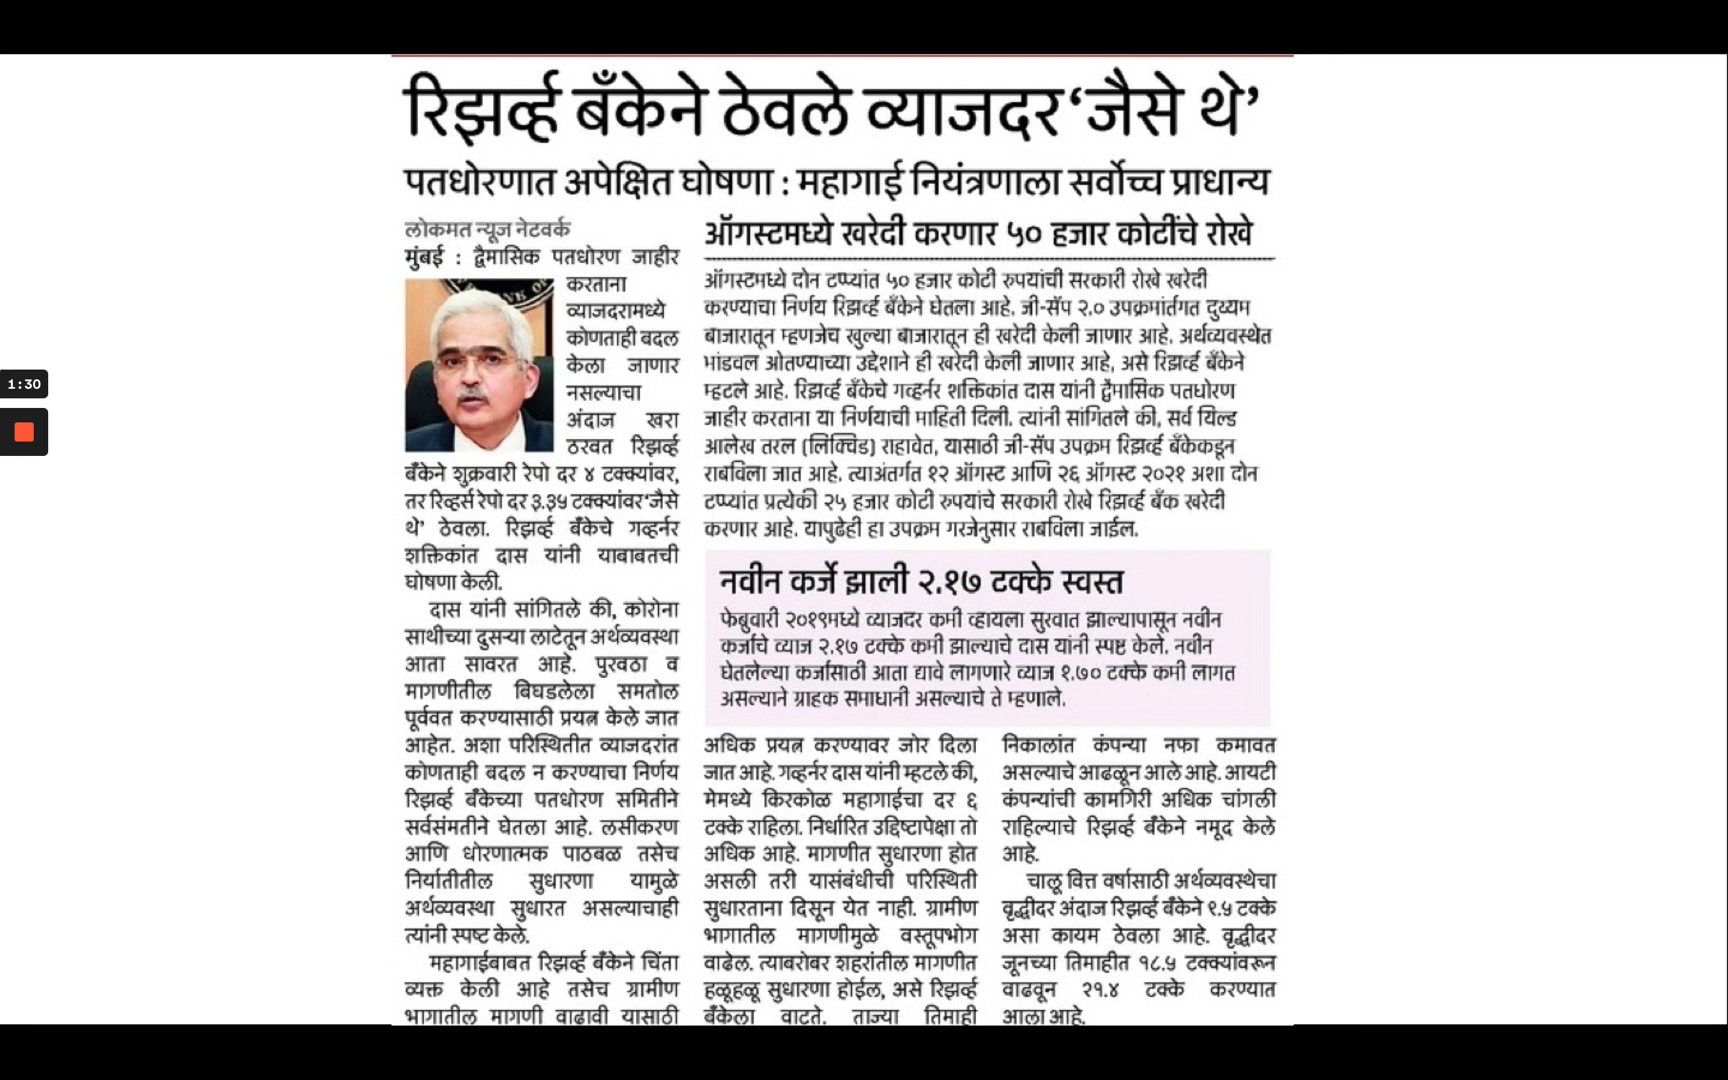 रिझर्व्ह बँकेने ठेवले व्याजदर ‘जैसे थे’
पतधोरणात अपेक्षित घोषणा : महागाई नियंत्रणाला सर्वोच्च प्राधान्य
लोकमत न्यूज नेटवर्क
मुंबई : द्वैमासिक पतधोरण जाहीर
करताना
व्याजदरामध्ये
कोणताही बदल
केला जाणार
नसल्याचा
अंदाज खरा
ठरवत रिझर्व्ह
बँकेने शुक्रवारी रेपो दर ४ टक्क्यांवर,
तर रिव्हर्स रेपो दर ३.३५ टक्क्यांवर ‘जैसे
थे’ ठेवला. रिझर्व्ह बँकेचे गव्हर्नर
शक्तिकांत दास यांनी याबाबतची
घोषणा केली.
दास यांनी सांगितले की, कोरोना
साथीच्या दुसऱ्या लाटेतून अर्थव्यवस्था
आता सावरत आहे. पुरवठा व
मागणीतील बिघडलेला समतोल
पूर्ववत करण्यासाठी प्रयत्न केले जात
आहेत. अशा परिस्थितीत व्याजदरांत
कोणताही बदल न करण्याचा निर्णय
रिझर्व्ह बँकेच्या पतधोरण समितीने
सर्वसंमतीने घेतला आहे. लसीकरण
आणि धोरणात्मक पाठबळ तसेच
निर्यातीतील सुधारणा यामुळे
अर्थव्यवस्था सुधारत असल्याचाही
त्यांनी स्पष्ट केले.
महागाईबाबत रिझर्व्ह बँकेने चिंता
व्यक्त केली आहे तसेच ग्रामीण
भागातील मागणी वाढावी यासाठी
ऑगस्टमध्ये खरेदी करणार ५० हजार कोटींचे रोखे
ऑगस्टमध्ये दोन टप्प्यांत ५० हजार कोटी रुपयांची सरकारी रोखे खरेदी
करण्याचा निर्णय रिझर्व्ह बँकेने घेतला आहे. जी-सॅप २.० उपक्रमांर्तगत दुय्यम
बाजारातून म्हणजेच खुल्या बाजारातून ही खरेदी केली जाणार आहे. अर्थव्यवस्थेत
भांडवल ओतण्याच्या उद्देशाने ही खरेदी केली जाणार आहे, असे रिझर्व्ह बँकेने
म्हटले आहे. रिझर्व्ह बँकेचे गव्हर्नर शक्तिकांत दास यांनी द्वैमासिक पतधोरण
जाहीर करताना या निर्णयाची माहिती दिली. त्यांनी सांगितले की, सर्व यिल्ड
आलेख तरल (लिक्विड) राहावेत, यासाठी जी-सॅप उपक्रम रिझर्व्ह बँकेकडून
राबविला जात आहे. त्याअंतर्गत १२ ऑगस्ट आणि २६ ऑगस्ट २०२१ अशा दोन
टप्प्यांत प्रत्येकी २५ हजार कोटी रुपयांचे सरकारी रोखे रिझर्व्ह बँक खरेदी
करणार आहे. यापुढेही हा उपक्रम गरजेनुसार राबविला जाईल.
नवीन कर्जे झाली २.१७ टक्के स्वस्त
फेब्रुवारी २०१९मध्ये व्याजदर कमी व्हायला सुरवात झाल्यापासून नवीन
कर्जाचे व्याज २.१७ टक्के कमी झाल्याचे दास यांनी स्पष्ट केले. नवीन
घेतलेल्या कर्जासाठी आता द्यावे लागणारे व्याज १.७० टक्के कमी लागत
असल्याने ग्राहक समाधानी असल्याचे ते म्हणाले.
अधिक प्रयत्न करण्यावर जोर दिला
जात आहे. गव्हर्नर दास यांनी म्हटले की,
मेमध्ये किरकोळ महागाईचा दर ६
टक्के राहिला. निर्धारित उद्दिष्टापेक्षा तो
अधिक आहे. मागणीत सुधारणा होत
असली तरी यासंबंधीची परिस्थिती
सुधारताना दिसून येत नाही. ग्रामीण
भागातील मागणीमुळे वस्तूपभोग
वाढेल. त्याबरोबर शहरांतील मागणीत
हळूहळू सुधारणा होईल, असे रिझर्व्ह
बँकेला वाटते. ताज्या तिमाही
निकालांत कंपन्या नफा कमावत
असल्याचे आढळून आले आहे. आयटी
कंपन्यांची कामगिरी अधिक चांगली
राहिल्याचे रिझर्व्ह बँकेने नमूद केले
आहे.
चालू वित्त वर्षासाठी अर्थव्यवस्थेचा
वृद्धीदर अंदाज रिझर्व्ह बँकेने ९.५ टक्के
असा कायम ठेवला आहे. वृद्धीदर
जूनच्या तिमाहीत १८.५ टक्क्यांवरून
वाढवून २१.४ टक्के करण्यात
आला आहे.
1:30